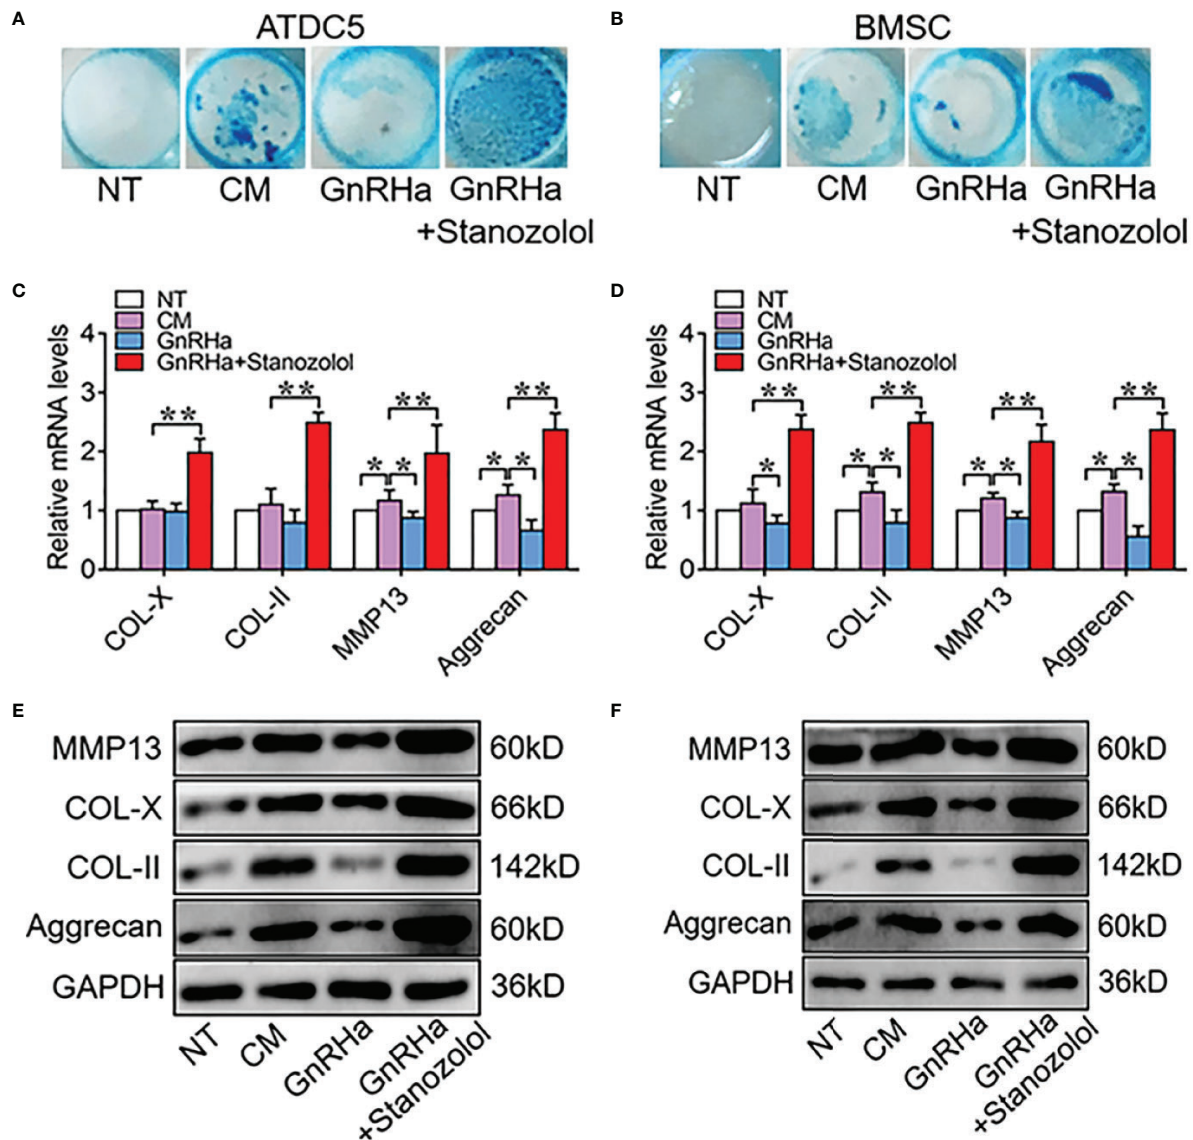 A
ATDC5
NT
CM
GnRHa
GnRHa
+Stanozolol
B
BMSC
NT
CM
GnRHa
GnRHa
+Stanozolol
C
NT
CM
GnRHa
GnRHa+Stanozolol
Relative mRNA levels
4
3
2
1
0
**
**
**
**
* *
* *
COL-X
COL-II
MMP13
Aggrecan
D
NT
CM
GnRHa
GnRHa+Stanozolol
Relative mRNA levels
4
3
2
1
0
**
**
**
**
*
* *
* *
* *
COL-X
COL-II
MMP13
Aggrecan
E
MMP13 60kD
COL-X 66kD
COL-II 142kD
Aggrecan 60kD
GAPDH 36kD
NT
CM
GnRHa
GnRHa
+Stanozolol
F
MMP13 60kD
COL-X 66kD
COL-II 142kD
Aggrecan 60kD
GAPDH 36kD
NT
CM
GnRHa
GnRHa
+Stanozolol